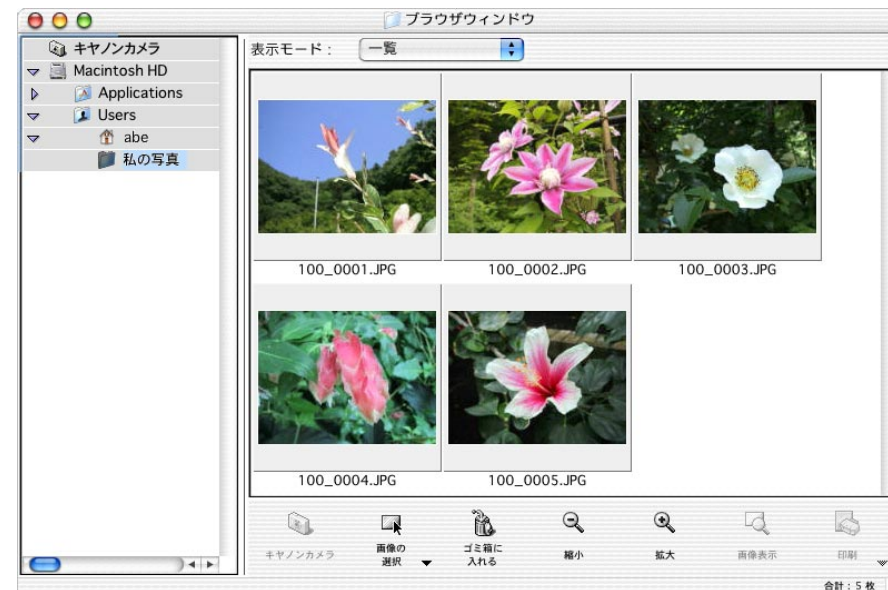 ブラウザウィンドウ
キヤノンカメラ
Macintosh HD
Applications
Users
abe
私の写真
表示モード：
一覧
100_0001.JPG
100_0002.JPG
100_0003.JPG
100_0004.JPG
100_0005.JPG
キヤノンカメラ
画像の
選択
ゴミ箱に
入れる
縮小
拡大
画像表示
印刷
合計：5 枚